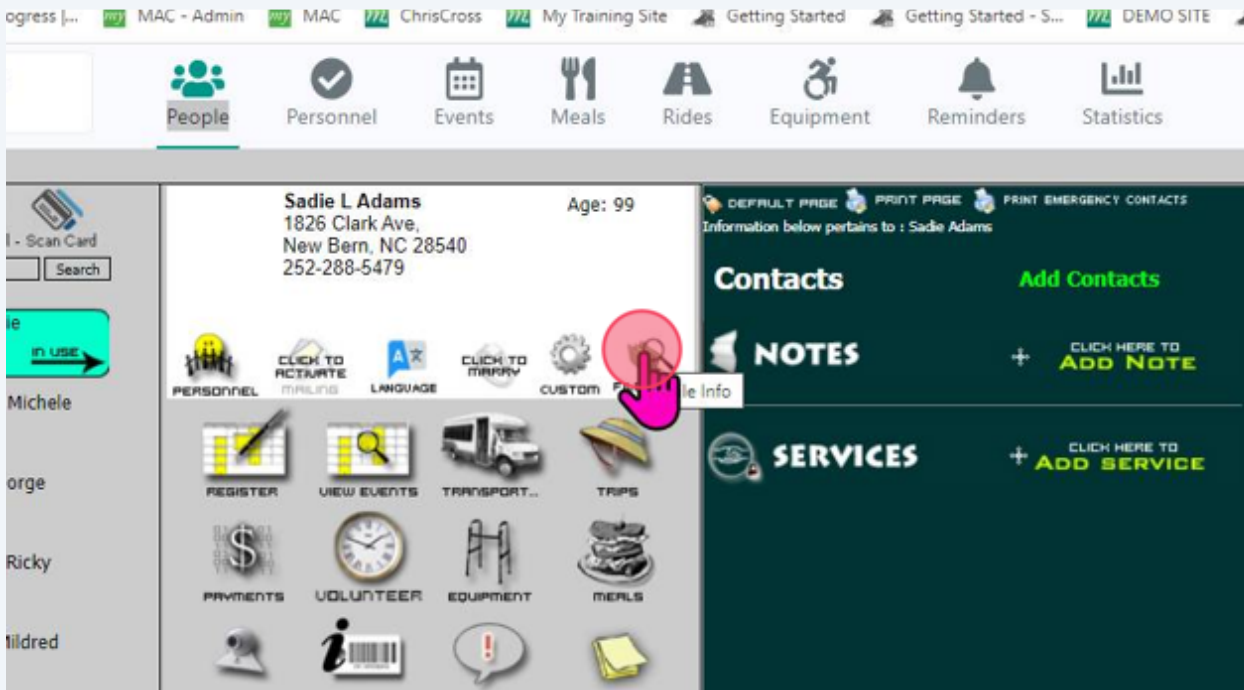 ogress |...
my MAC - Admin
my MAC
ChrisCross
My Training Site
Getting Started
Getting Started - S...
DEMO SITE
People
Personnel
Events
Meals
Rides
Equipment
Reminders
Statistics
- Scan Card
Search
ie
IN USE
Michele
orge
Ricky
Mildred
Sadie L Adams
Age: 99
1826 Clark Ave,
New Bern, NC 28540
252-288-5479
PERSONNEL
CLICK TO
ACTIVATE
MAILING
LANGUAGE
CLICK TO
MARRY
CUSTOM
le Info
REGISTER
VIEW EVENTS
TRANSPORT...
TRIPS
PAYMENTS
VOLUNTEER
EQUIPMENT
MEALS
DEFAULT PAGE
PRINT PAGE
PRINT EMERGENCY CONTACTS
Information below pertains to : Sadie Adams
Contacts
Add Contacts
NOTES
+ CLICK HERE TO
ADD NOTE
SERVICES
+ CLICK HERE TO
ADD SERVICE